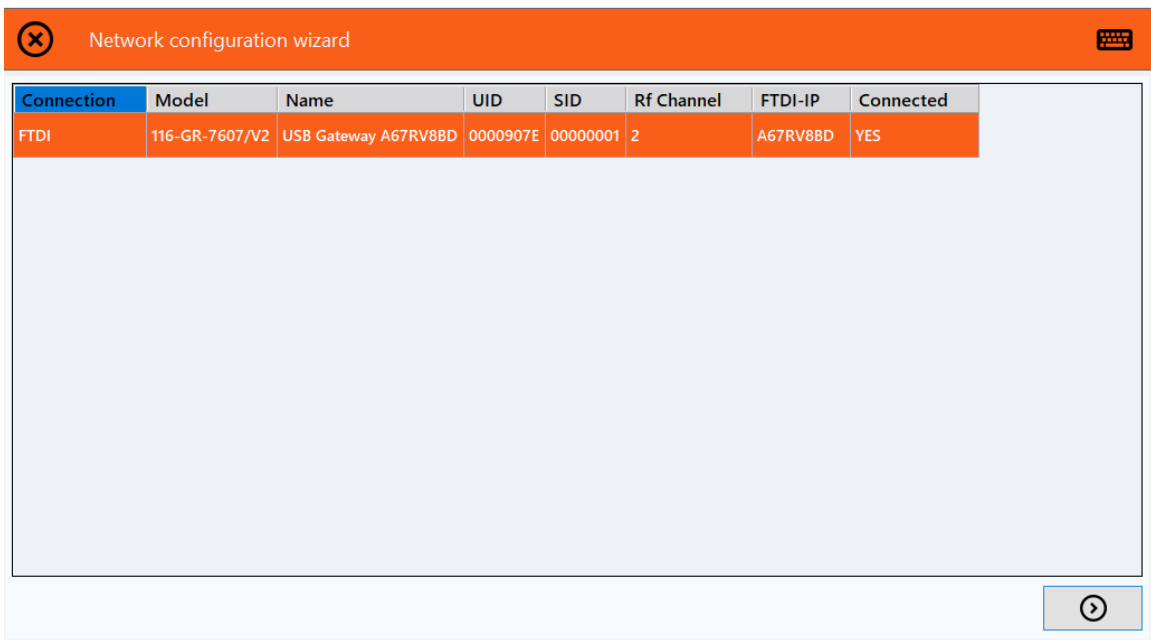 Network configuration wizard
Connection Model Name UID SID Rf Channel FTDI-IP Connected
FTDI 116-GR-7607/V2 USB Gateway A67RV8BD 0000907E 00000001 2 A67RV8BD YES